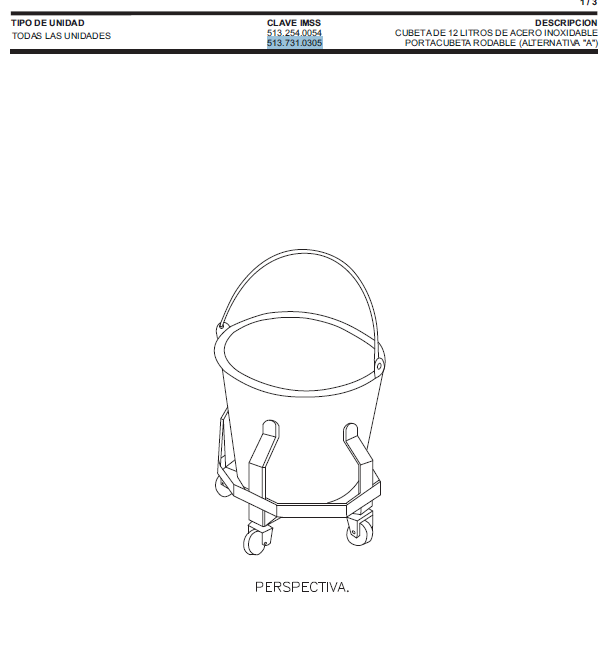 1 / 3
TIPO DE UNIDAD CLAVE IMSS DESCRIPCION
TODAS LAS UNIDADES 513.254.0054 CUBETA DE 12 LITROS DE ACERO INOXIDABLE
513.731.0305 PORTACUBETA RODABLE (ALTERNATIVA "A")
PERSPECTIVA.